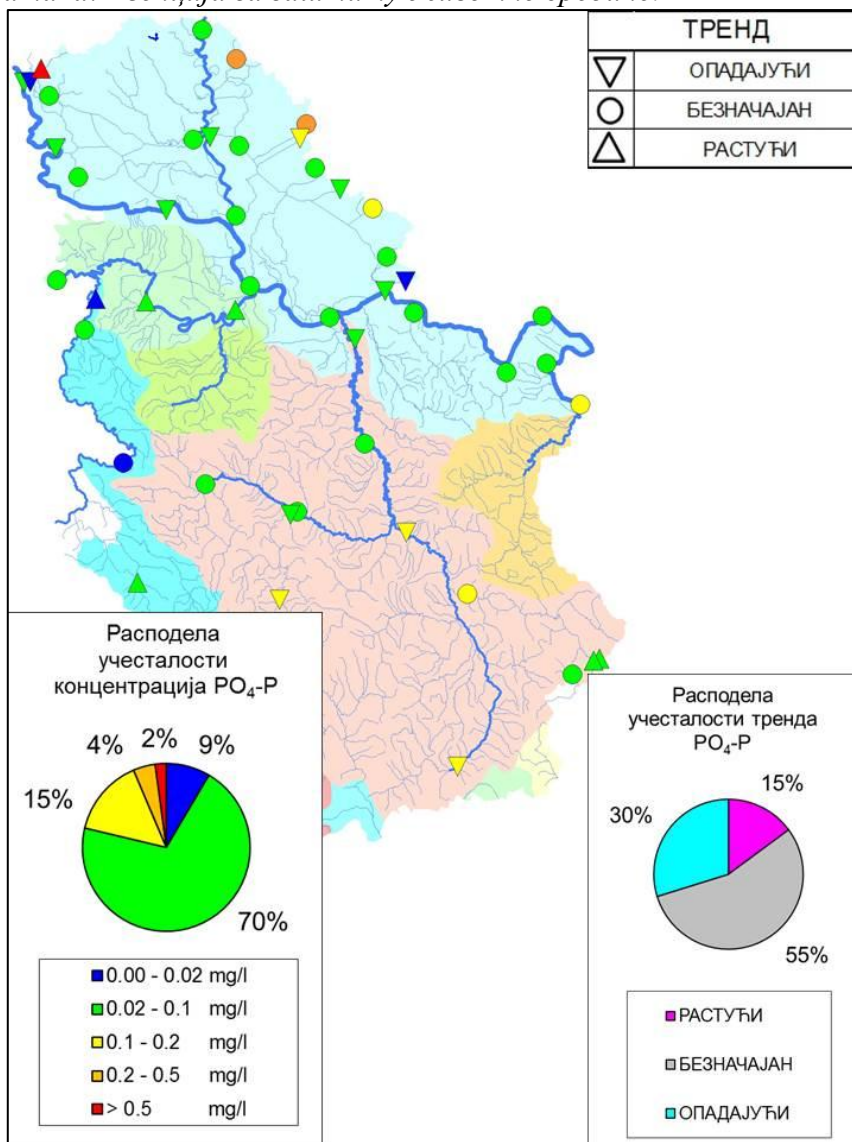 ТРЕНД
ОПАДАЈУЋИ
БЕЗНАЧАЈАН
РАСТУЋИ
Расподела
учесталости
концентрација PO₄-P
4%
2%
9%
15%
70%
0.00 - 0.02 mg/l
0.02 - 0.1 mg/l
0.1 - 0.2 mg/l
0.2 - 0.5 mg/l
> 0.5 mg/l
Расподела
учесталости тренда
PO₄-P
15%
30%
55%
РАСТУЋИ
БЕЗНАЧАЈАН
ОПАДАЈУЋИ